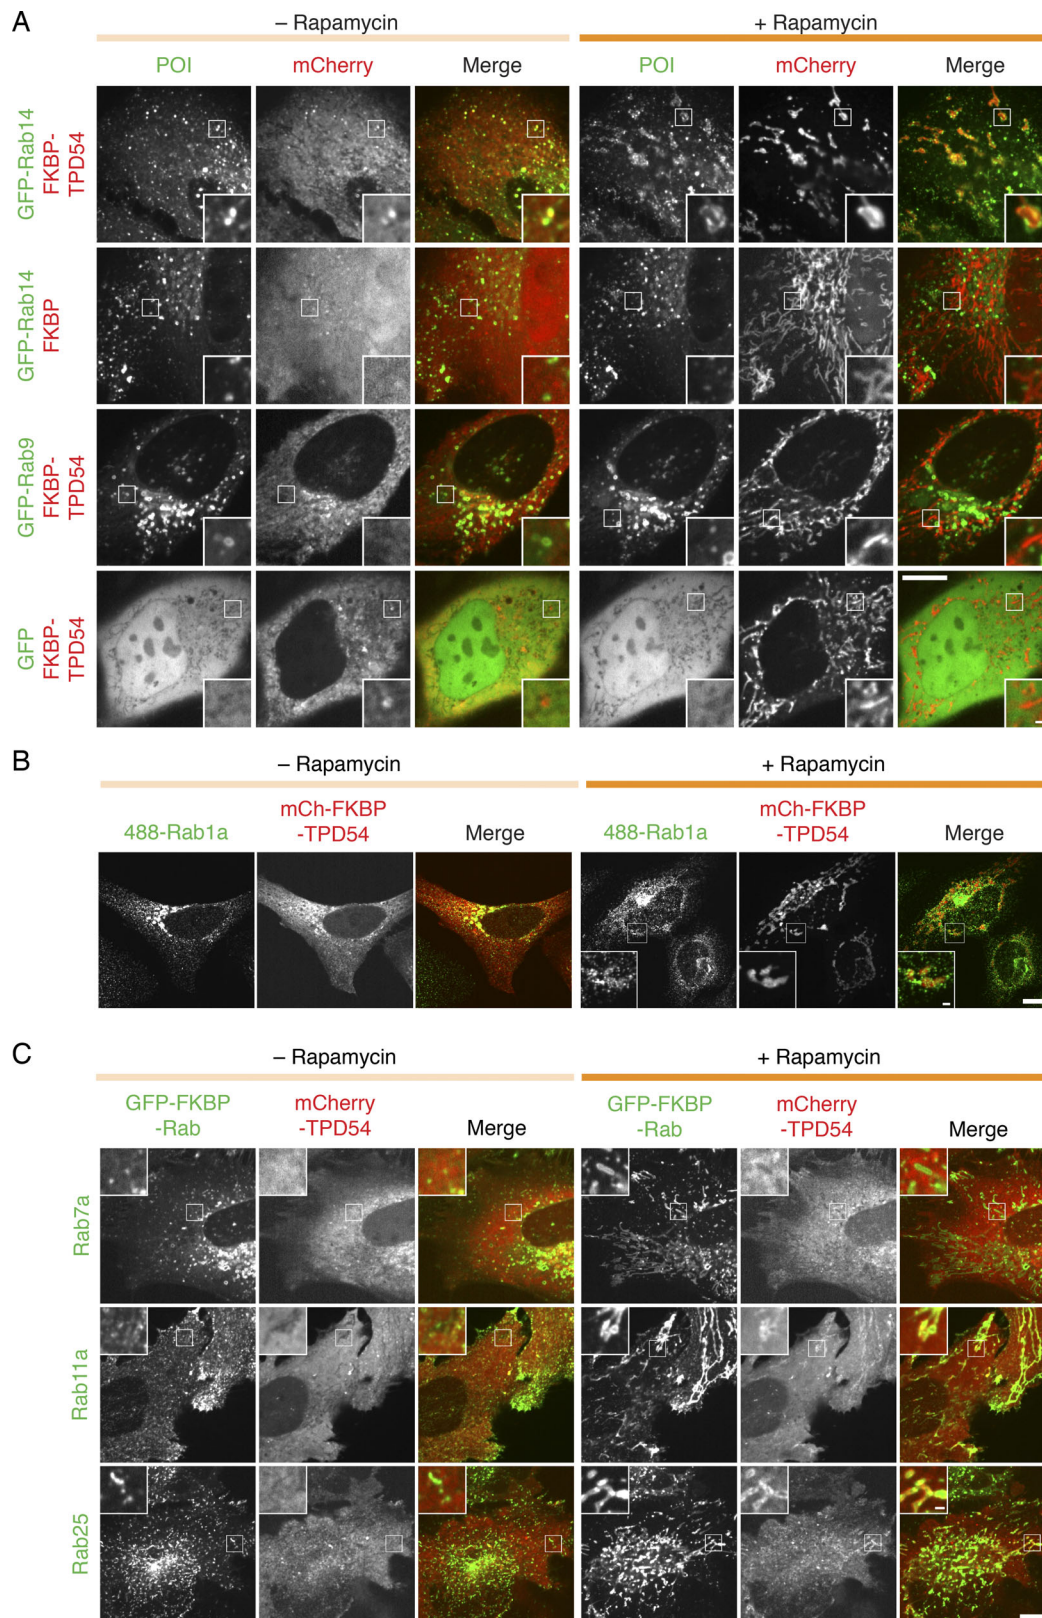 A
– Rapamycin
+ Rapamycin
POI
mCherry
Merge
POI
mCherry
Merge
GFP-Rab14
FKBP-
TPD54
GFP-Rab14
FKBP
GFP-Rab9
FKBP-
TPD54
GFP
FKBP-
TPD54
B
– Rapamycin
+ Rapamycin
488-Rab1a
mCh-FKBP
-TPD54
Merge
488-Rab1a
mCh-FKBP
-TPD54
Merge
C
– Rapamycin
+ Rapamycin
GFP-FKBP
-Rab
mCherry
-TPD54
Merge
GFP-FKBP
-Rab
mCherry
-TPD54
Merge
Rab7a
Rab11a
Rab25